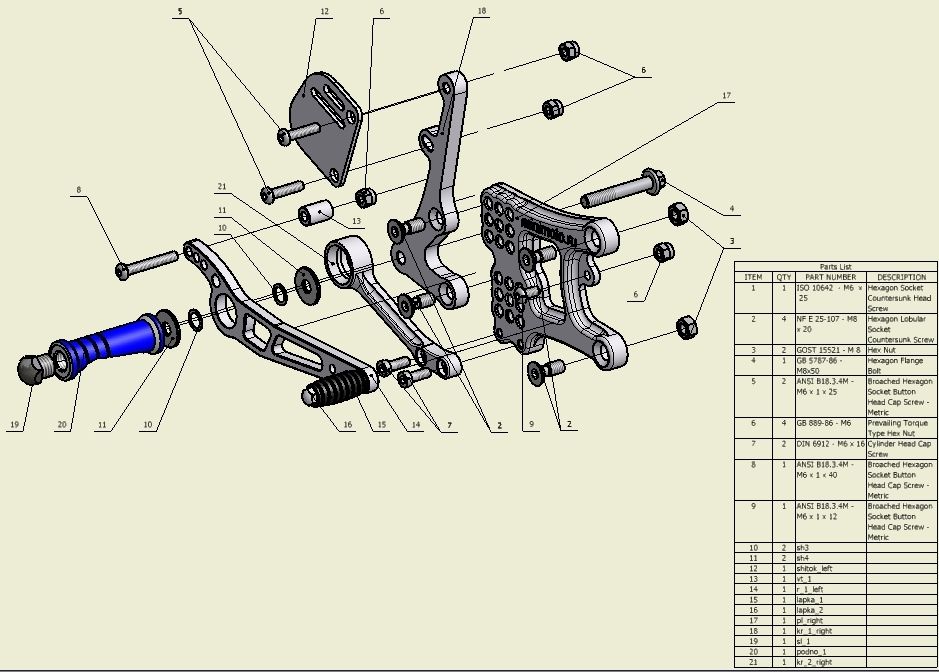 5
12
6
18
6
17
8
21
11
10
13
4
3
6
19
20
11
10
16
15
14
7
2
9
2
Parts List
ITEM QTY PART NUMBER DESCRIPTION
1 1 ISO 10642 - M6 x Hexagon Socket
25 Countersunk Head
Screw
2 4 NF E 25-107 - M8 Hexagon Lobular
x 20 Socket
Countersunk Screw
3 2 GOST 15521 - M 8 Hex Nut
4 1 GB 5787-86 - Hexagon Flange
M8x50 Bolt
5 2 ANSI B18.3.4M - Broached Hexagon
M6 x 1 x 25 Socket Button
Head Cap Screw -
Metric
6 4 GB 889-86 - M6 Prevailing Torque
Type Hex Nut
7 2 DIN 6912 - M6 x 16 Cylinder Head Cap
Screw
8 1 ANSI B18.3.4M - Broached Hexagon
M6 x 1 x 40 Socket Button
Head Cap Screw -
Metric
9 1 ANSI B18.3.4M - Broached Hexagon
M6 x 1 x 12 Socket Button
Head Cap Screw -
Metric
10 2 sh3
11 2 sh4
12 1 shitok_left
13 1 vt_1
14 1 r_1_left
15 1 lapka_1
16 1 lapka_2
17 1 pl_right
18 1 kr_1_right
19 1 sl_1
20 1 podno_1
21 1 kr_2_right